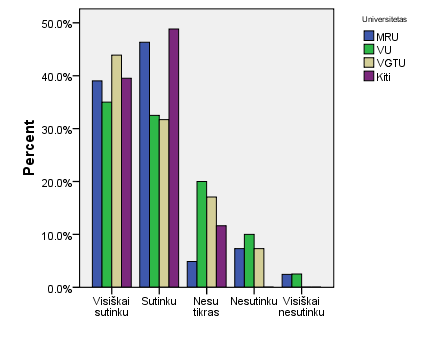 Universitetas
MRU
VU
VGTU
Kiti
Percent
50.0%
40.0%
30.0%
20.0%
10.0%
0.0%
Visiškai
sutinku
Sutinku
Nesu
tikras
Nesutinku
Visiškai
nesutinku